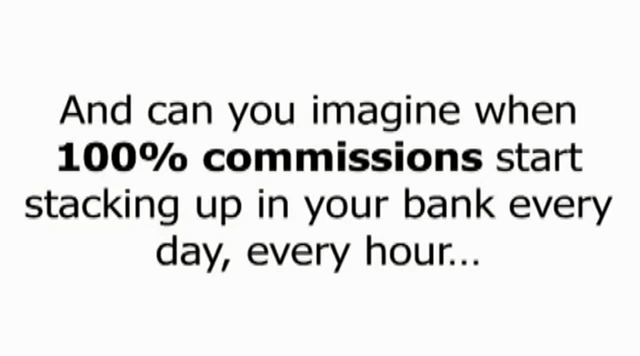 And can you imagine when
100% commissions start
stacking up in your bank every
day, every hour...